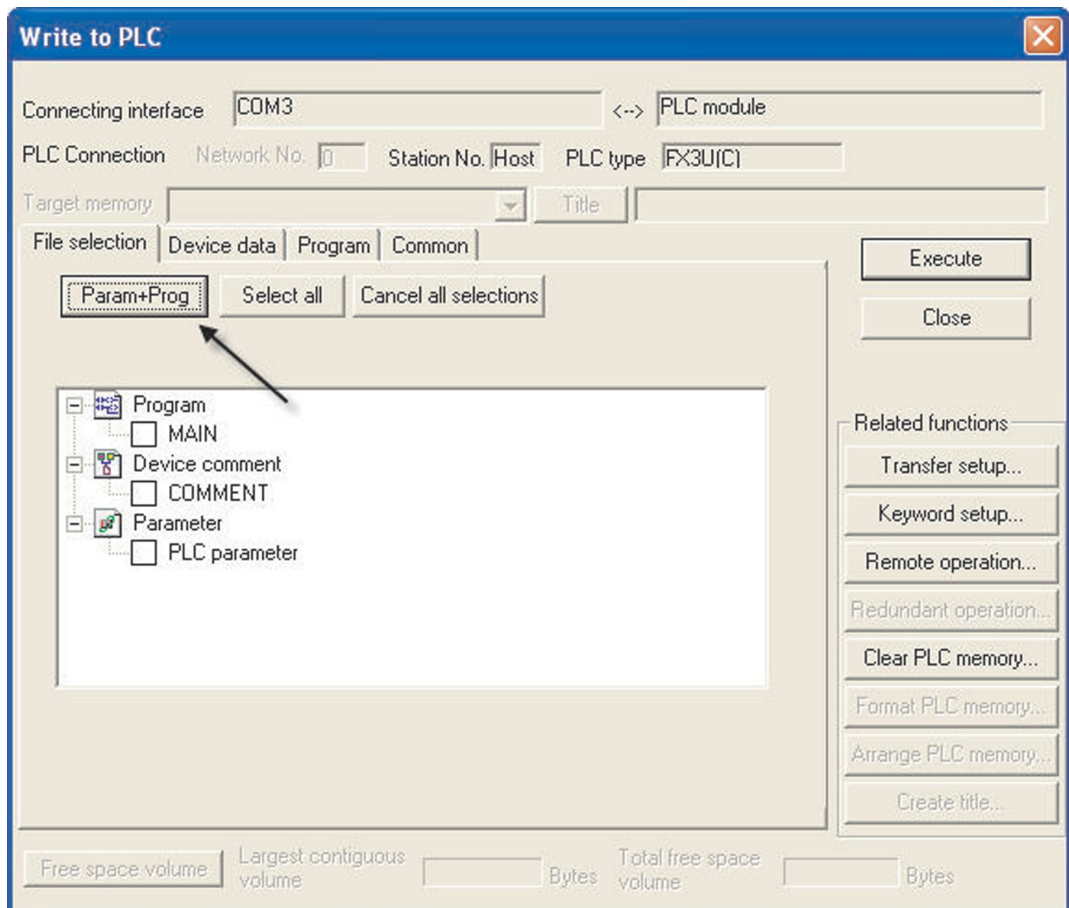 Write to PLC
Connecting interface COM3 <--> PLC module
PLC Connection Network No. 0 Station No. Host PLC type FX3U(C)
Target memory Title
File selection Device data Program Common
Param+Prog Select all Cancel all selections
Program
MAIN
Device comment
COMMENT
Parameter
PLC parameter
Execute
Close
Related functions
Transfer setup...
Keyword setup...
Remote operation...
Redundant operation...
Clear PLC memory...
Format PLC memory...
Arrange PLC memory...
Create title...
Free space volume Largest contiguous volume Bytes Total free space volume Bytes